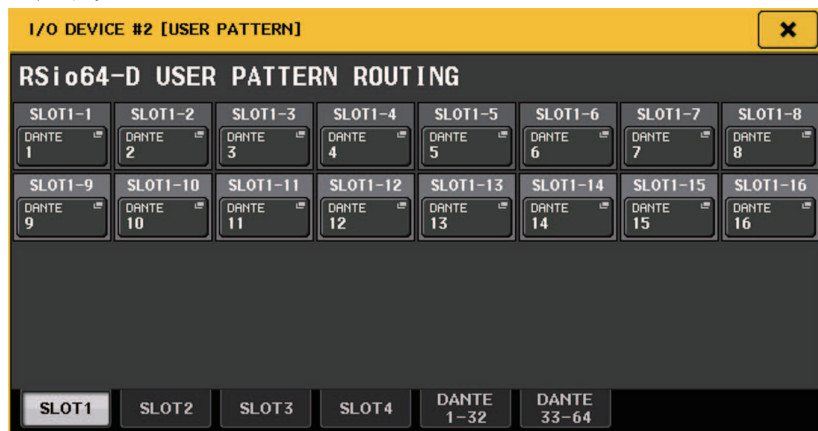 I/O DEVICE #2 [USER PATTERN]
RSio64-D USER PATTERN ROUTING
SLOT1-1 SLOT1-2 SLOT1-3 SLOT1-4 SLOT1-5 SLOT1-6 SLOT1-7 SLOT1-8
DANTE DANTE DANTE DANTE DANTE DANTE DANTE DANTE
1 2 3 4 5 6 7 8
SLOT1-9 SLOT1-10 SLOT1-11 SLOT1-12 SLOT1-13 SLOT1-14 SLOT1-15 SLOT1-16
DANTE DANTE DANTE DANTE DANTE DANTE DANTE DANTE
9 10 11 12 13 14 15 16
SLOT1 SLOT2 SLOT3 SLOT4 DANTE DANTE
1-32 33-64